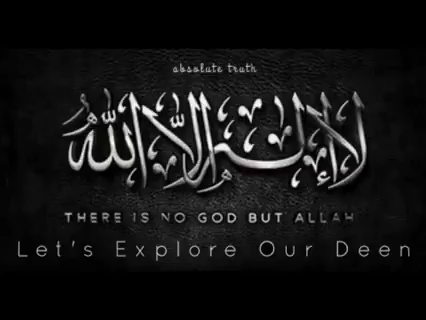 absolute truth
لا إله إلا الله
THERE IS NO GOD BUT ALLAH
Let's Explore Our Deen